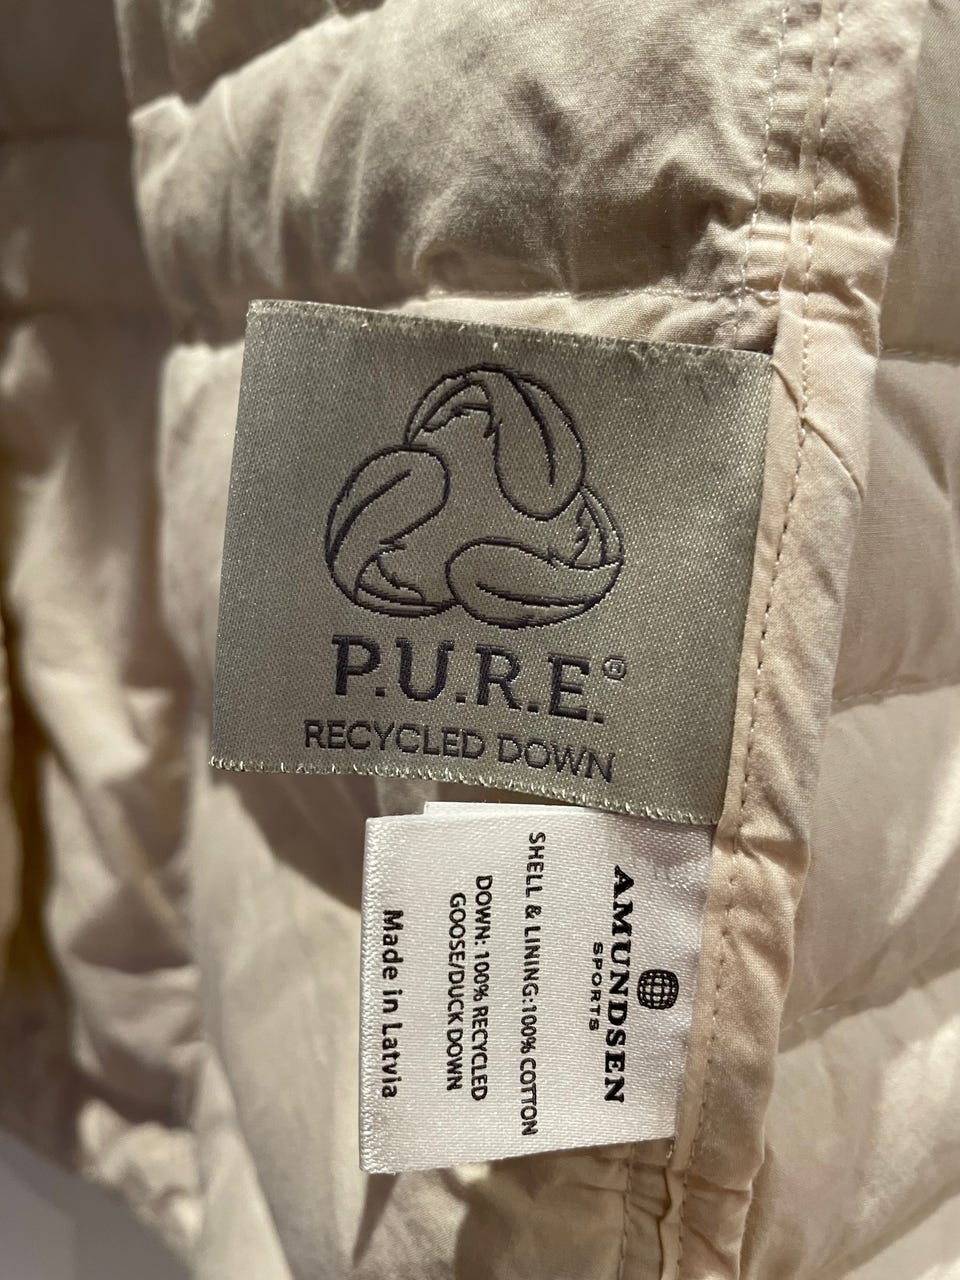 P.U.R.E.®
RECYCLED DOWN
AMUNDSEN
SPORTS
SHELL & LINING:100% COTTON
DOWN: 100% RECYCLED
GOOSE/DUCK DOWN
Made in Latvia